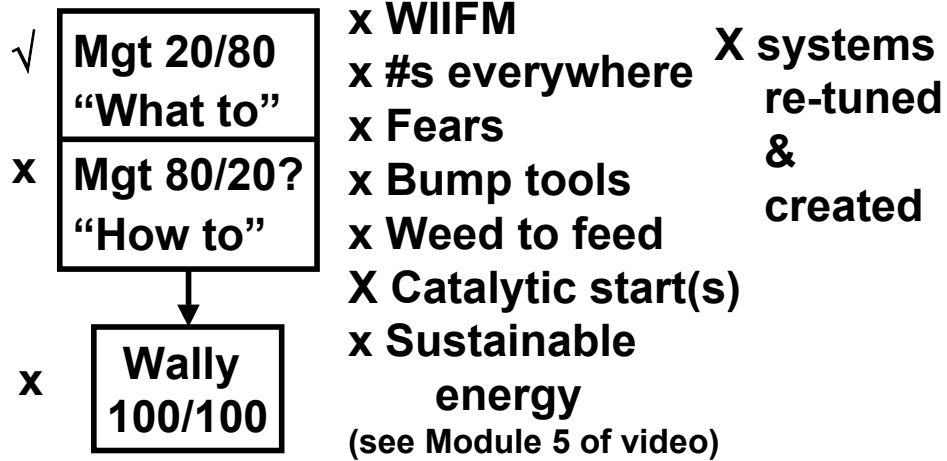 √
Mgt 20/80
“What to”
x
Mgt 80/20?
“How to”
x
Wally
100/100
x WIIFM
x #s everywhere
x Fears
x Bump tools
x Weed to feed
X Catalytic start(s)
x Sustainable
energy
(see Module 5 of video)
X systems
re-tuned
&
created